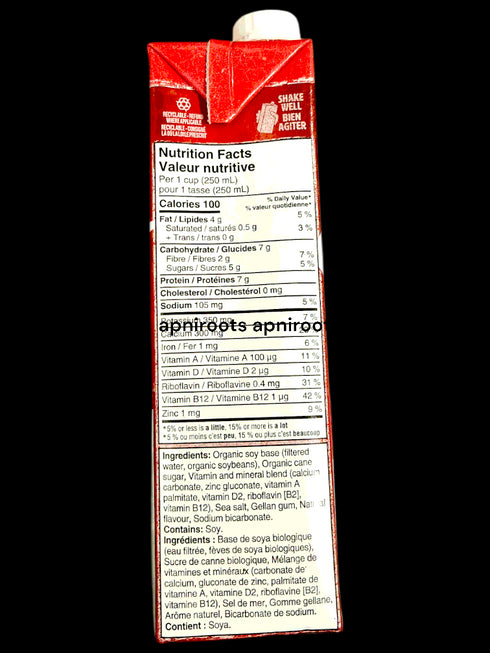 RECYCLABLE - REFUND
WHERE APPLICABLE
RECYCLABLE - CONSIGNÉ
LÀ OÙ LA LOI LE PRESCRIT
SHAKE
WELL
BIEN
AGITER
Nutrition Facts
Valeur nutritive
Per 1 cup (250 mL)
pour 1 tasse (250 mL)
Calories 100
% Daily Value*
% valeur quotidienne*
Fat / Lipides 4 g 5 %
Saturated / saturés 0.5 g 3 %
+ Trans / trans 0 g
Carbohydrate / Glucides 7 g
Fibre / Fibres 2 g 7 %
Sugars / Sucres 5 g 5 %
Protein / Protéines 7 g
Cholesterol / Cholestérol 0 mg
Sodium 105 mg 5 %
Potassium 350 mg 7 %
apniroots apniroo
Calcium 300 mg
Iron / Fer 1 mg 6 %
Vitamin A / Vitamine A 100 µg 11 %
Vitamin D / Vitamine D 2 µg 10 %
Riboflavin / Riboflavine 0.4 mg 31 %
Vitamin B12 / Vitamine B12 1 µg 42 %
Zinc 1 mg 9 %
*5% or less is a little, 15% or more is a lot
*5 % ou moins c'est peu, 15 % ou plus c'est beaucoup
Ingredients: Organic soy base (filtered
water, organic soybeans), Organic cane
sugar, Vitamin and mineral blend (calcium
carbonate, zinc gluconate, vitamin A
palmitate, vitamin D2, riboflavin [B2],
vitamin B12), Sea salt, Gellan gum, Natural
flavour, Sodium bicarbonate.
Contains: Soy.
Ingrédients : Base de soya biologique
(eau filtrée, fèves de soya biologiques),
Sucre de canne biologique, Mélange de
vitamines et minéraux (carbonate de
calcium, gluconate de zinc, palmitate de
vitamine A, vitamine D2, riboflavine [B2],
vitamine B12), Sel de mer, Gomme gellane,
Arôme naturel, Bicarbonate de sodium.
Contient : Soya.